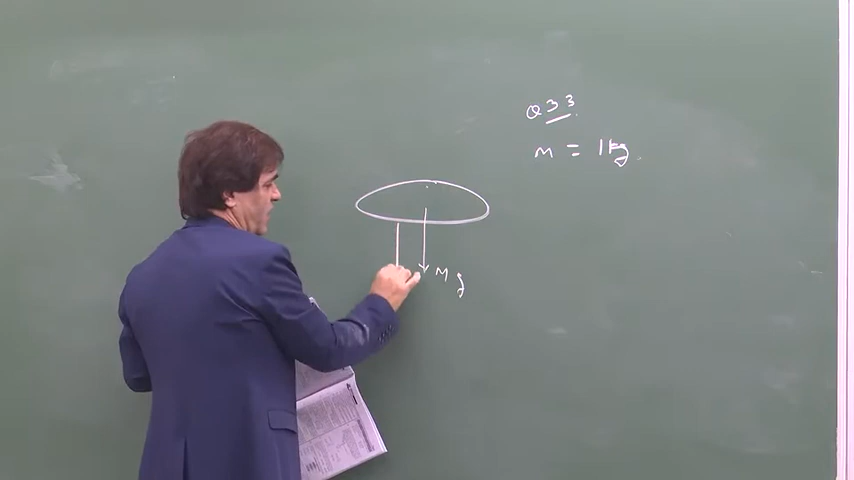 Q33.
m = 1kg.
Mg